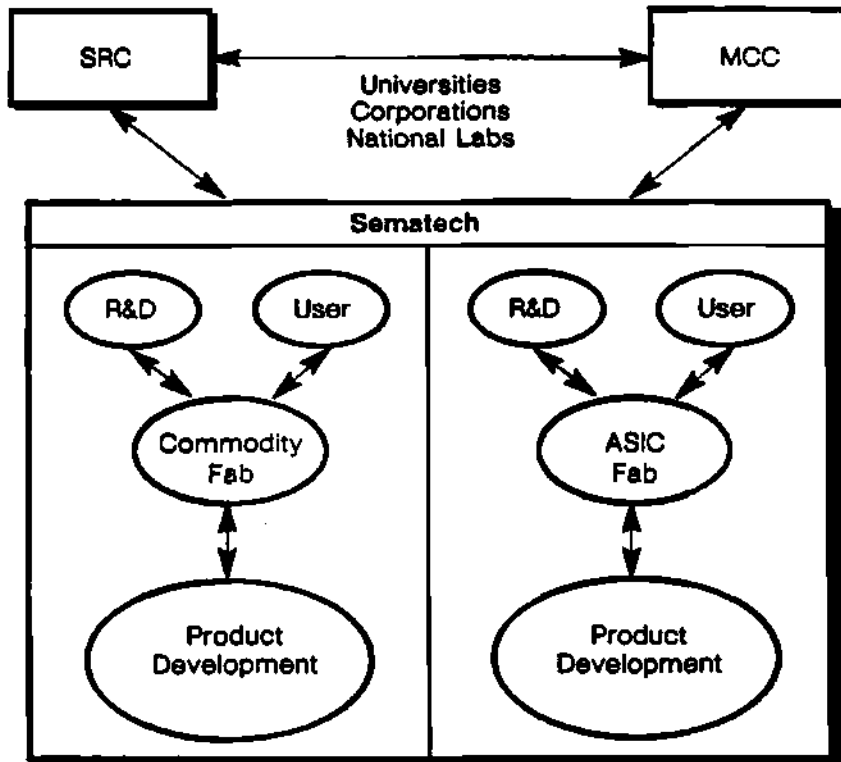 SRC
MCC
Universities
Corporations
National Labs
Sematech
R&D
User
R&D
User
Commodity
Fab
ASIC
Fab
Product
Development
Product
Development